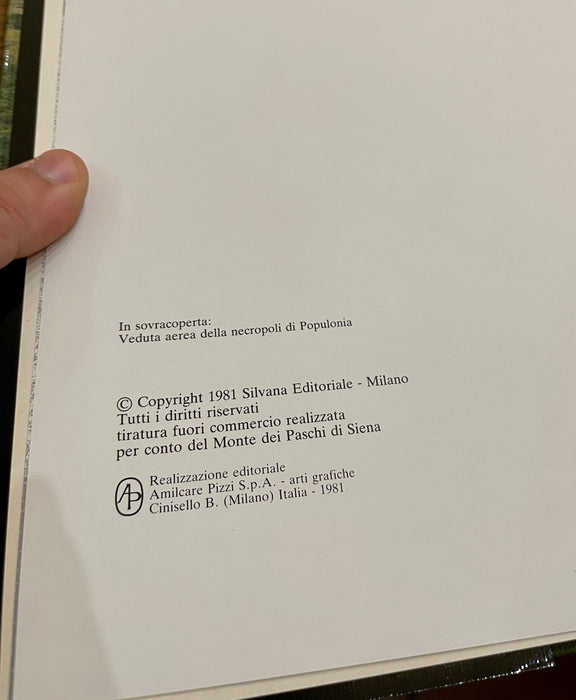 In sovracoperta:
Veduta aerea della necropoli di Populonia
© Copyright 1981 Silvana Editoriale - Milano
Tutti i diritti riservati
tiratura fuori commercio realizzata
per conto del Monte dei Paschi di Siena
AP
Realizzazione editoriale
Amilcare Pizzi S.p.A. - arti grafiche
Cinisello B. (Milano) Italia - 1981